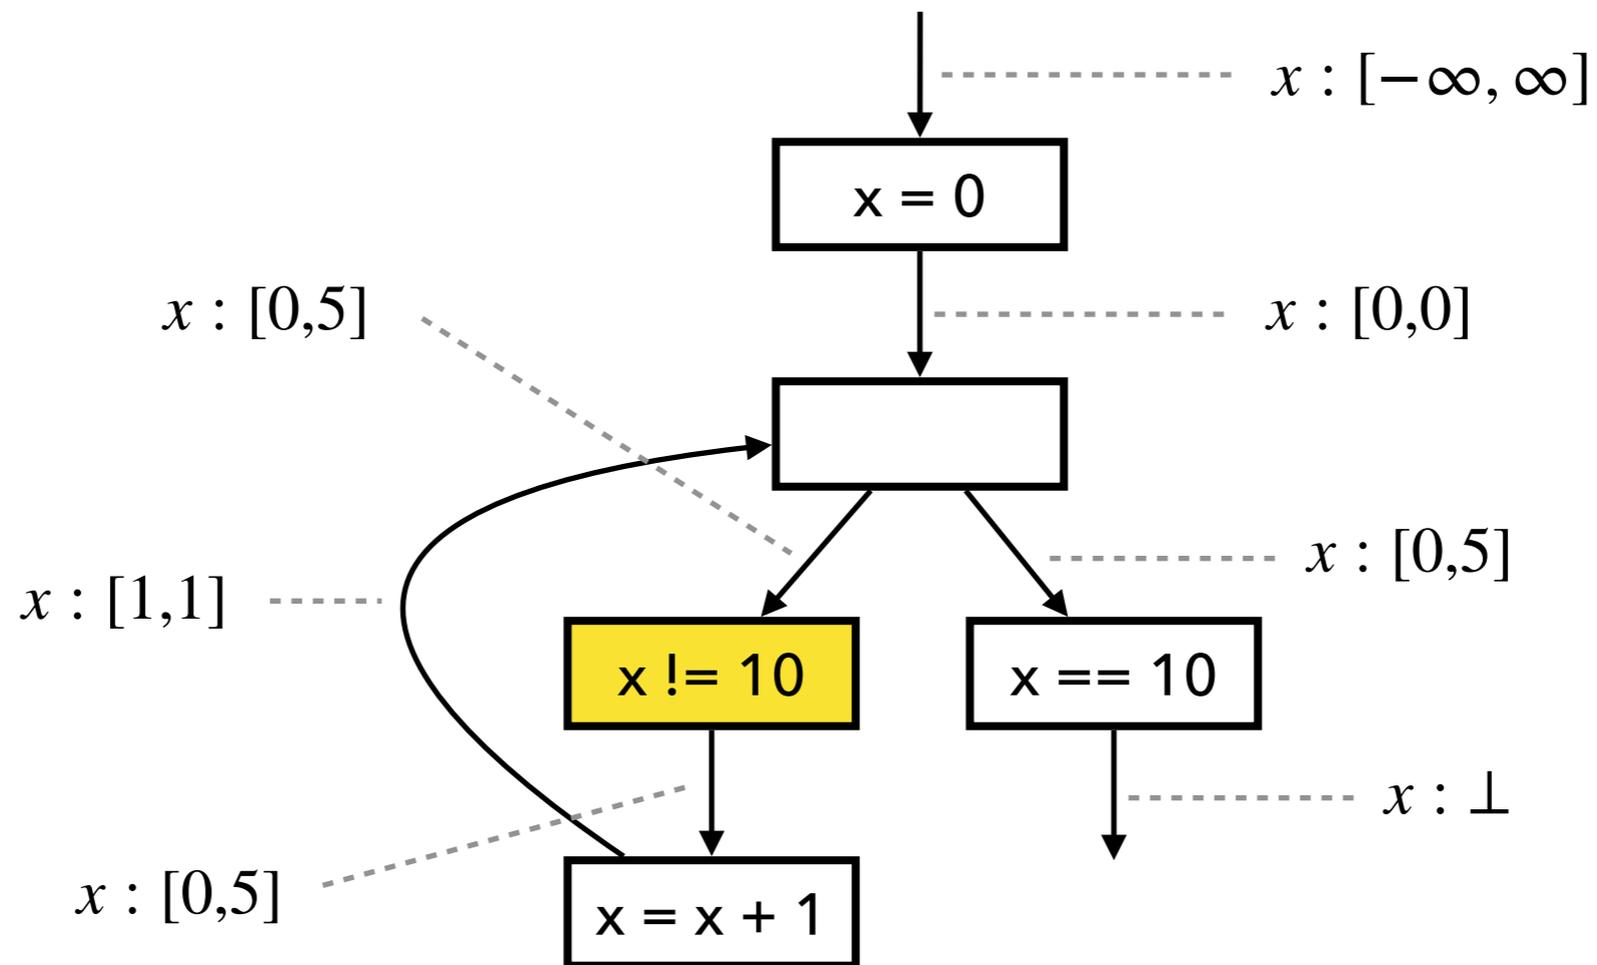 x : [−∞, ∞]
x = 0
x : [0,5]
x : [0,0]
x : [0,5]
x : [1,1]
x != 10
x == 10
x : ⊥
x : [0,5]
x = x + 1